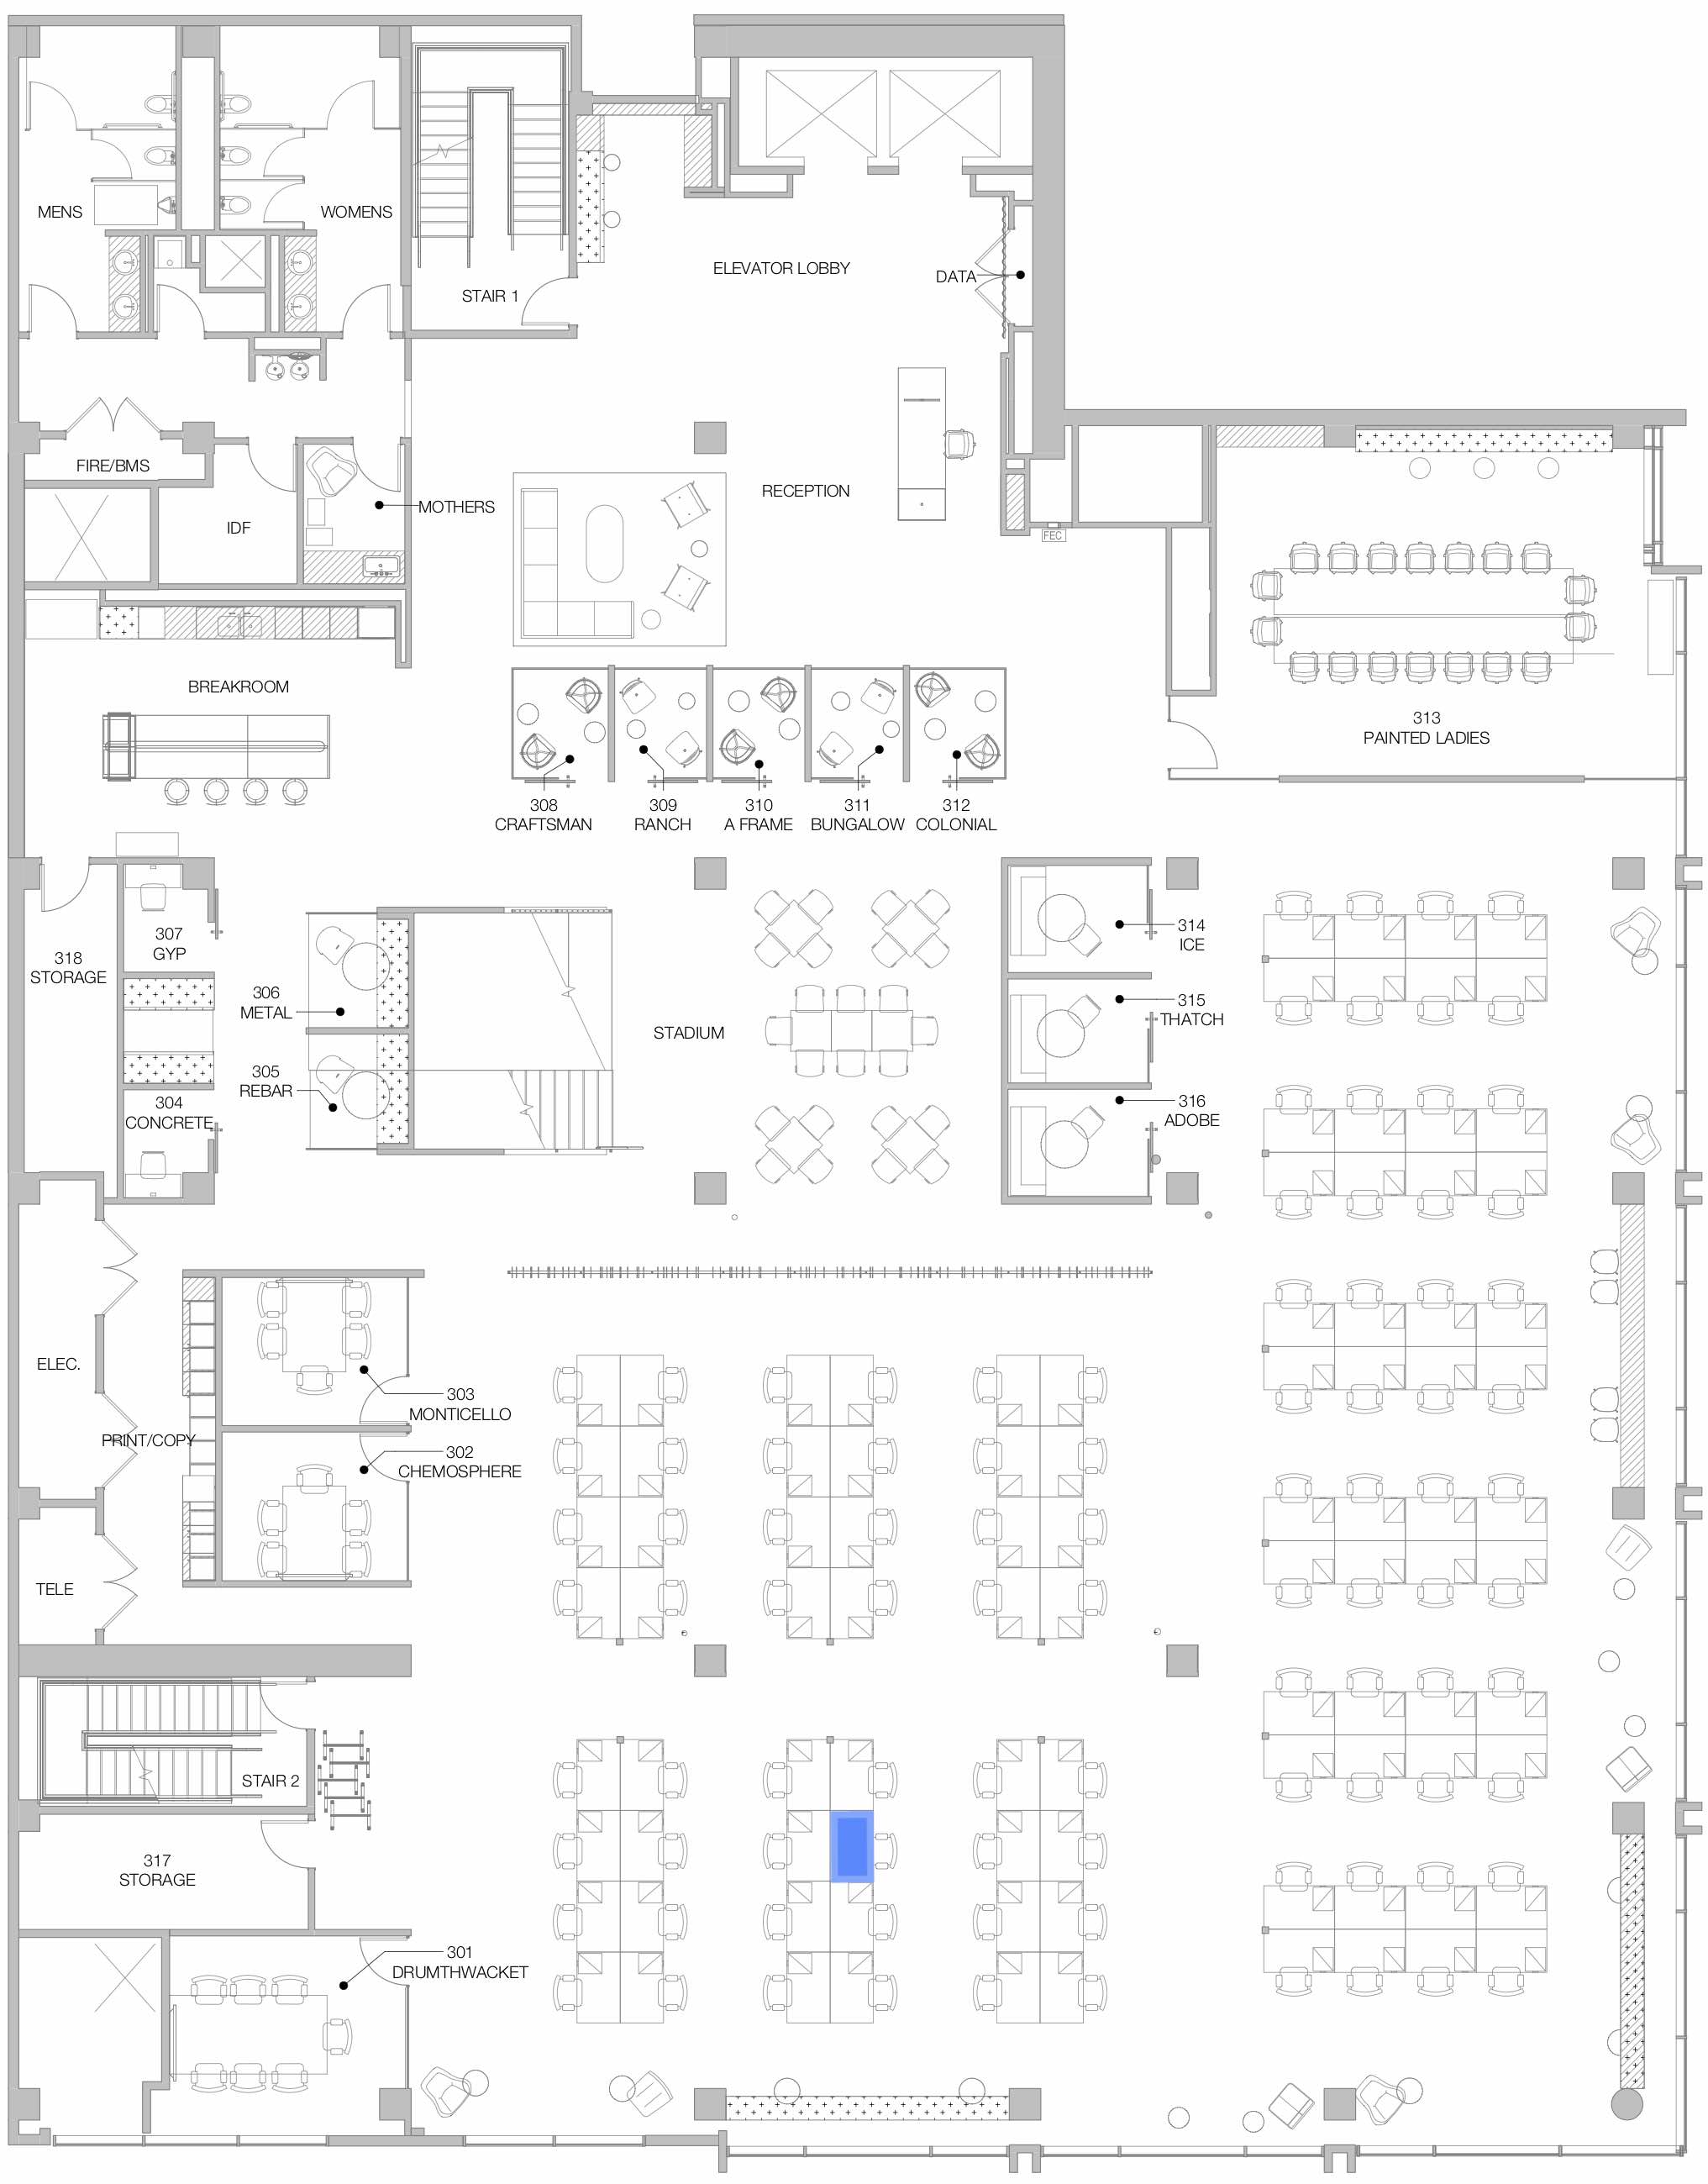 MENS
WOMENS
STAIR 1
ELEVATOR LOBBY
DATA
FIRE/BMS
IDF
MOTHERS
RECEPTION
FEC
BREAKROOM
313
PAINTED LADIES
308
CRAFTSMAN
309
RANCH
310
A FRAME
311
BUNGALOW
312
COLONIAL
307
GYP
318
STORAGE
306
METAL
305
REBAR
304
CONCRETE
STADIUM
314
ICE
315
THATCH
316
ADOBE
ELEC.
303
MONTICELLO
PRINT/COPY
302
CHEMOSPHERE
TELE
STAIR 2
317
STORAGE
301
DRUMTHWACKET